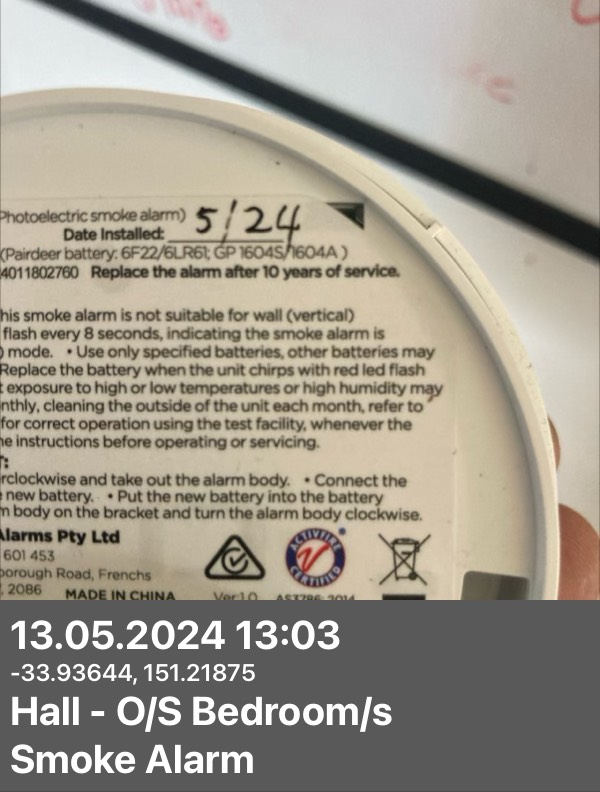 Photoelectric smoke alarm) 5/24
Date Installed:
(Pairdeer battery: 6F22/6LR61; GP 1604S/1604A )
4011802760 Replace the alarm after 10 years of service.
his smoke alarm is not suitable for wall (vertical)
flash every 8 seconds, indicating the smoke alarm is
) mode. • Use only specified batteries, other batteries may
Replace the battery when the unit chirps with red led flash
t exposure to high or low temperatures or high humidity may
nthly, cleaning the outside of the unit each month, refer to
for correct operation using the test facility, whenever the
he instructions before operating or servicing.
rclockwise and take out the alarm body. • Connect the
new battery. • Put the new battery into the battery
m body on the bracket and turn the alarm body clockwise.
Alarms Pty Ltd
601 453
borough Road, Frenchs
, 2086 MADE IN CHINA
ACTIVFIRE
CERTIFIED
Ver:1.0 AS3786: 2014
13.05.2024 13:03
-33.93644, 151.21875
Hall - O/S Bedroom/s
Smoke Alarm